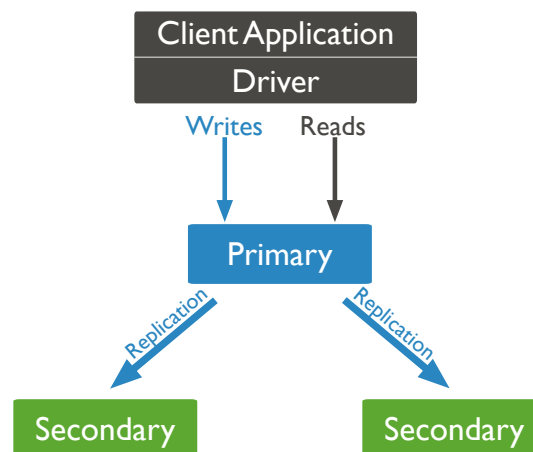 Client Application
Driver
Writes
Reads
Primary
Replication
Replication
Secondary
Secondary